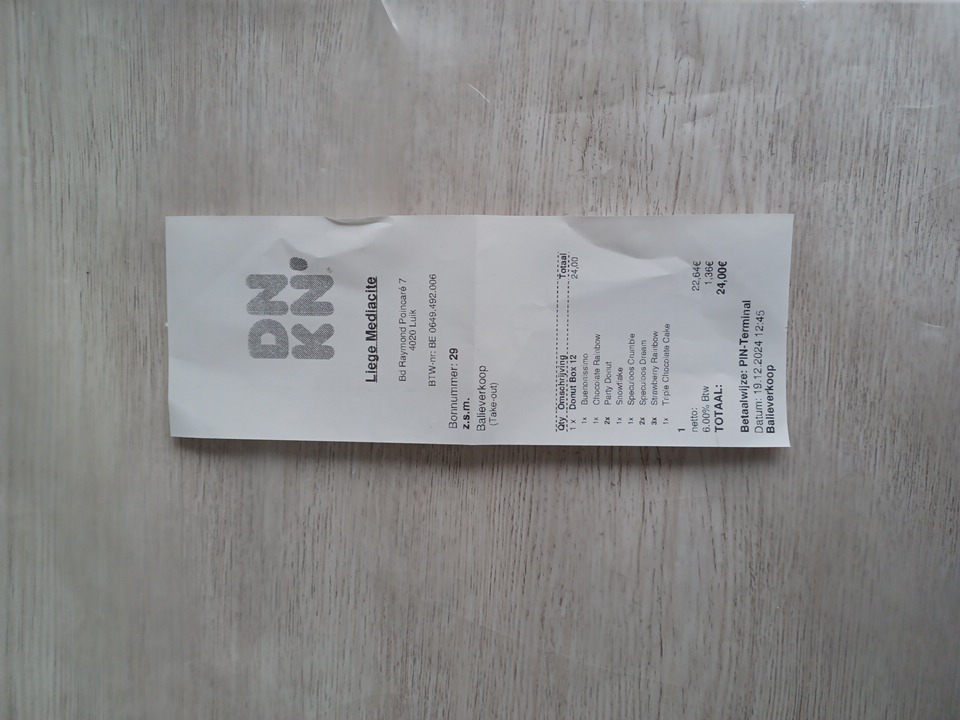 DN
KN'
Liege Mediacite
Bd Raymond Poincaré 7
4020 Luik
BTW-nr: BE 0649.492.006
Bonnummer: 29
z.s.m.
Balieverkoop
(Take-out)
Qty Omschrijving Totaal
1 x Donut Box 12 24,00
1x Buenonissimo
1x Chocolate Rainbow
2x Party Donut
1x Snowflake
1x Speculoos Crumble
2x Speculoos Dream
3x Strawberry Rainbow
1x Triple Chocolate Cake
1
netto: 22,64€
6.00% Btw 1,36€
TOTAAL: 24,00€
Betaalwijze: PIN-Terminal
Datum: 19.12.2024 12:45
Balieverkoop